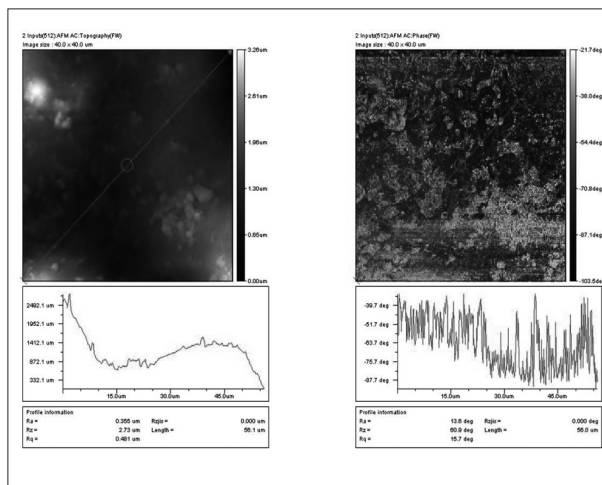 2 Inputs(512):AFM AC:Topography(FW)
Image size : 40.0 x 40.0 um
3.26um
2.61um
1.96um
1.30um
0.65um
0.00um
2492.1 um
1952.1 um
1412.1 um
872.1 um
332.1 um
15.0um
30.0um
45.0um
Profile information
Ra = 0.355 um Rzjis= 0.000 um
Rz = 2.73 um Length = 56.1 um
Rq = 0.481 um
2 Inputs(512):AFM AC:Phase(FW)
Image size : 40.0 x 40.0 um
-21.7deg
-38.0deg
-54.4deg
-70.8deg
-87.1deg
-103.5deg
-39.7 deg
-51.7 deg
-63.7 deg
-75.7 deg
-87.7 deg
15.0um
30.0um
45.0um
Profile information
Ra = 13.6 deg Rzjis= 0.000 deg
Rz = 60.9 deg Length = 56.0 um
Rq = 15.7 deg